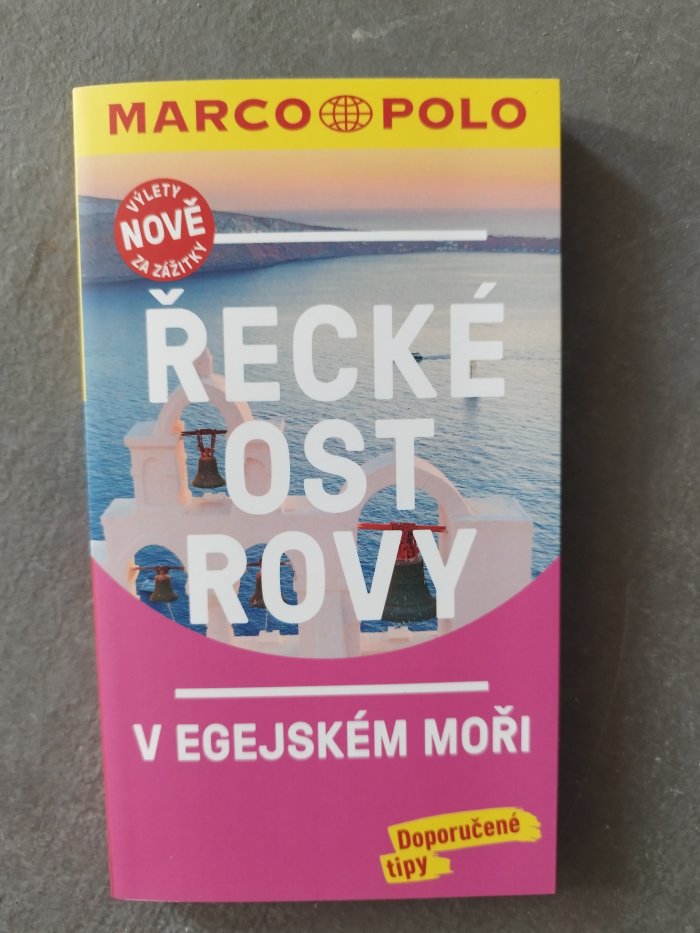 MARCO POLO
VÝLETY
NOVĚ
ZA ZÁŽITKY
ŘECKÉ
OST
ROVY
V EGEJSKÉM MOŘI
Doporučené
tipy